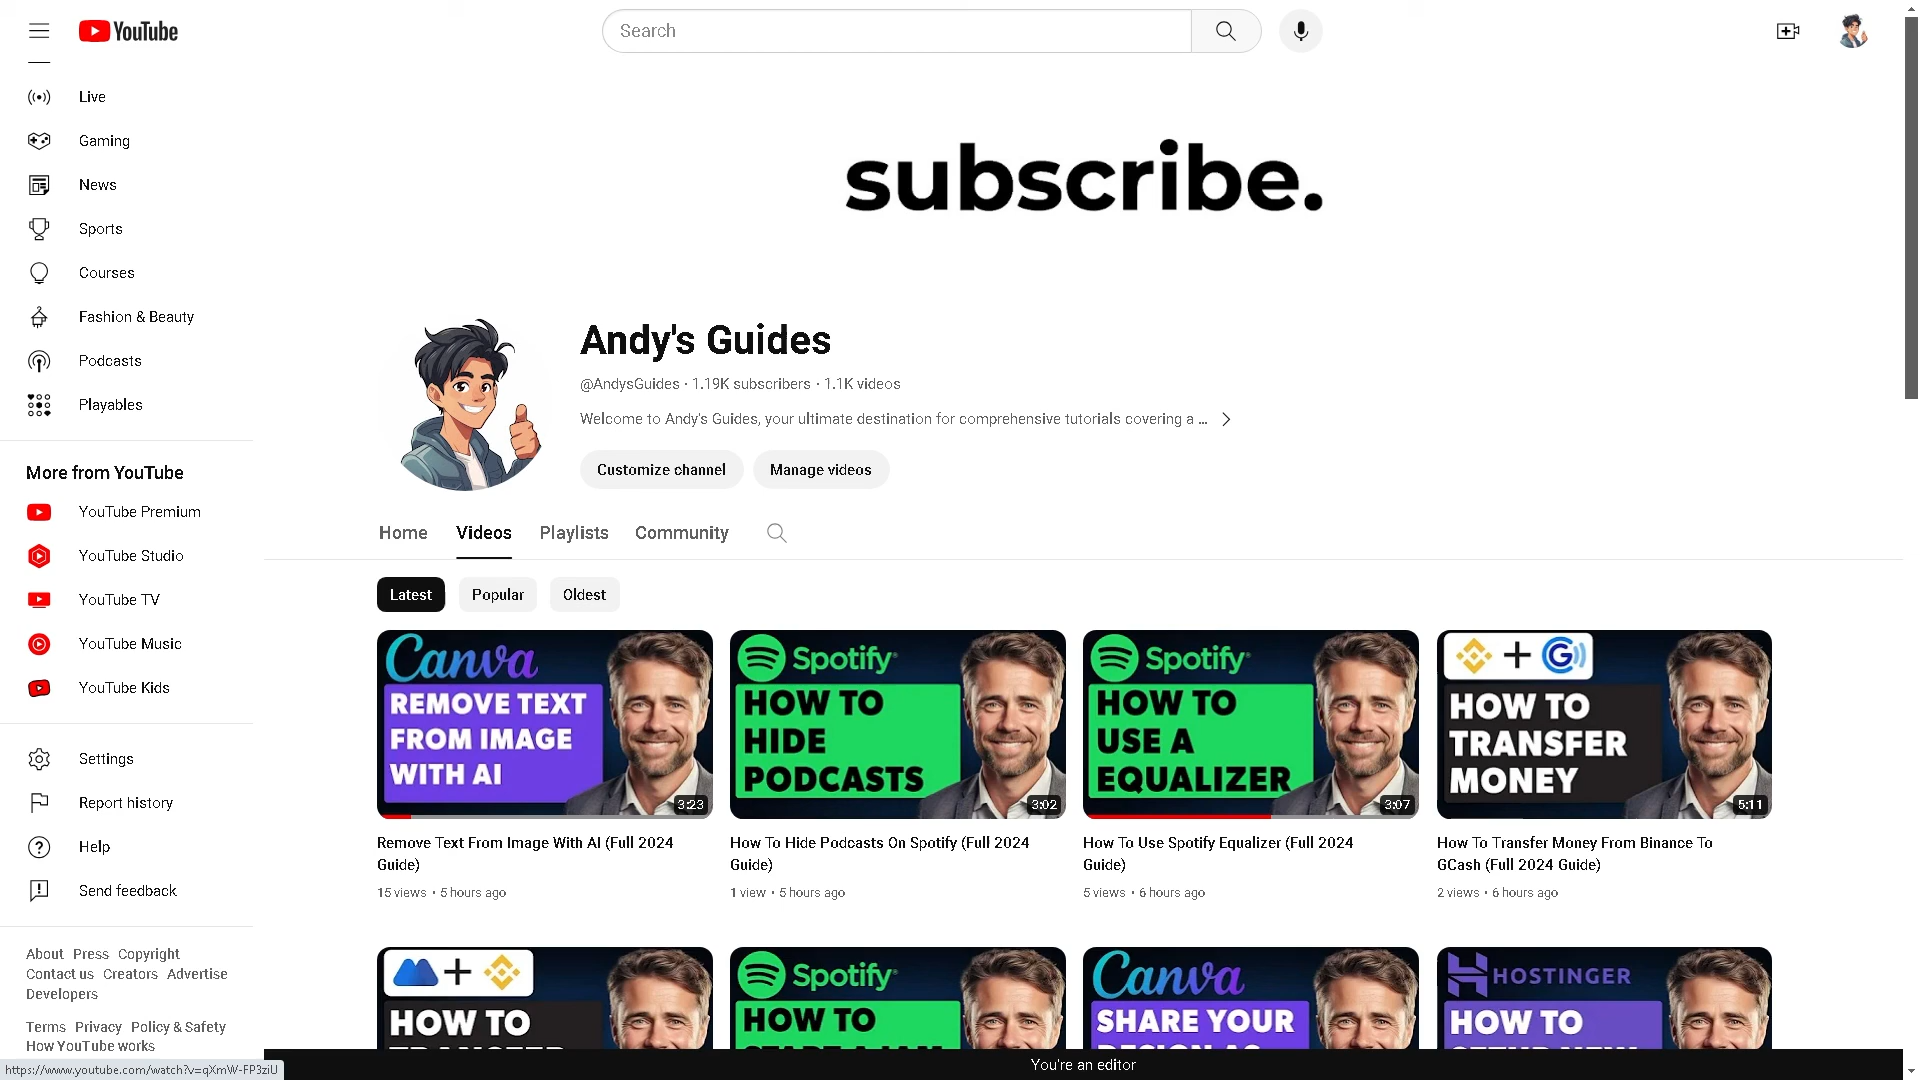 YouTube
Search
Live
Gaming
News
Sports
Courses
Fashion & Beauty
Podcasts
Playables
More from YouTube
YouTube Premium
YouTube Studio
YouTube TV
YouTube Music
YouTube Kids
Settings
Report history
Help
Send feedback
About Press Copyright
Contact us Creators Advertise
Developers
Terms Privacy Policy & Safety
How YouTube works
https://www.youtube.com/watch?v=qXmW-FP3ziU
subscribe.
Andy's Guides
@AndysGuides · 1.19K subscribers · 1.1K videos
Welcome to Andy's Guides, your ultimate destination for comprehensive tutorials covering a ...
Customize channel
Manage videos
Home
Videos
Playlists
Community
Latest
Popular
Oldest
Canva
REMOVE TEXT
FROM IMAGE
WITH AI
3:23
Remove Text From Image With AI (Full 2024
Guide)
15 views • 5 hours ago
Spotify
HOW TO
HIDE
PODCASTS
3:02
How To Hide Podcasts On Spotify (Full 2024
Guide)
1 view • 5 hours ago
Spotify
HOW TO
USE A
EQUALIZER
3:07
How To Use Spotify Equalizer (Full 2024
Guide)
5 views • 6 hours ago
+
HOW TO
TRANSFER
MONEY
5:11
How To Transfer Money From Binance To
GCash (Full 2024 Guide)
2 views • 6 hours ago
+
HOW TO
TRANSFER
Spotify
HOW TO
START A JAM
Canva
SHARE YOUR
DESIGN AS
HOSTINGER
HOW TO
SETUP NEW
You're an editor